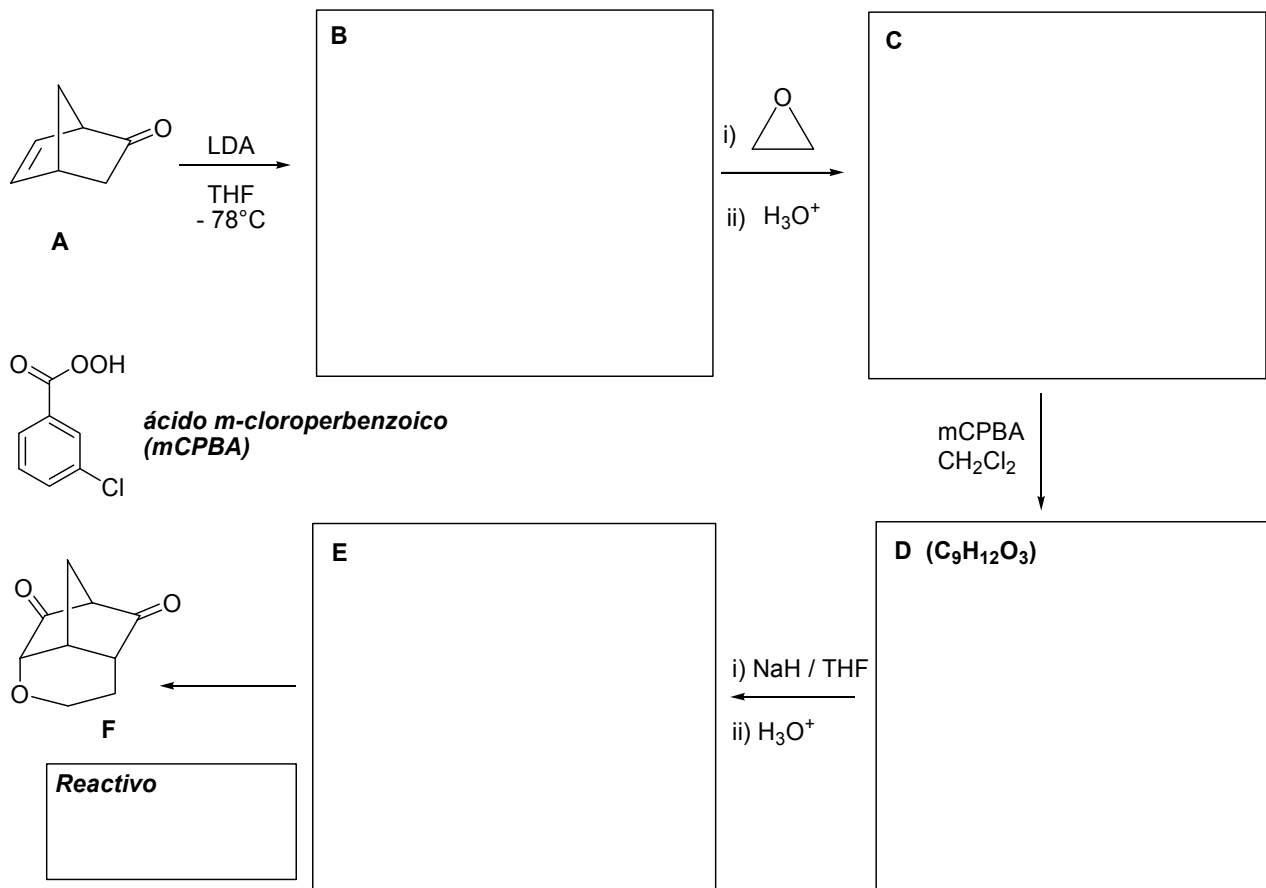 B
C
O
O
LDA
THF
- 78°C
A
i)
ii) H₃O⁺
O
OOH
Cl
ácido m-cloroperbenzoico
(mCPBA)
mCPBA
CH₂Cl₂
E
D (C₉H₁₂O₃)
O
O
O
F
i) NaH / THF
ii) H₃O⁺
Reactivo